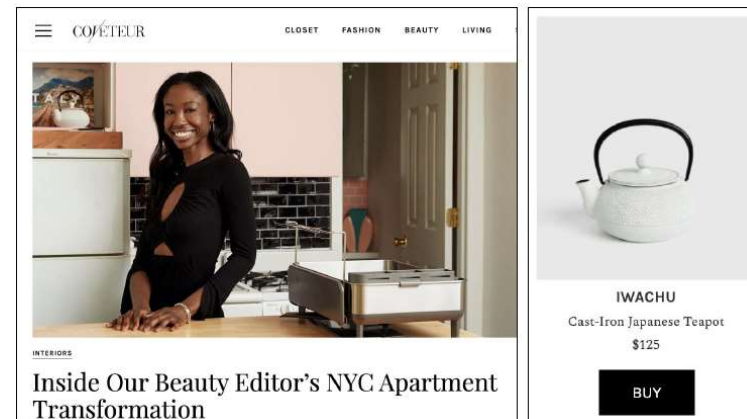 COVETEUR
CLOSET FASHION BEAUTY LIVING
INTERIORS
Inside Our Beauty Editor's NYC Apartment
Transformation
IWACHU
Cast-Iron Japanese Teapot
$125
BUY